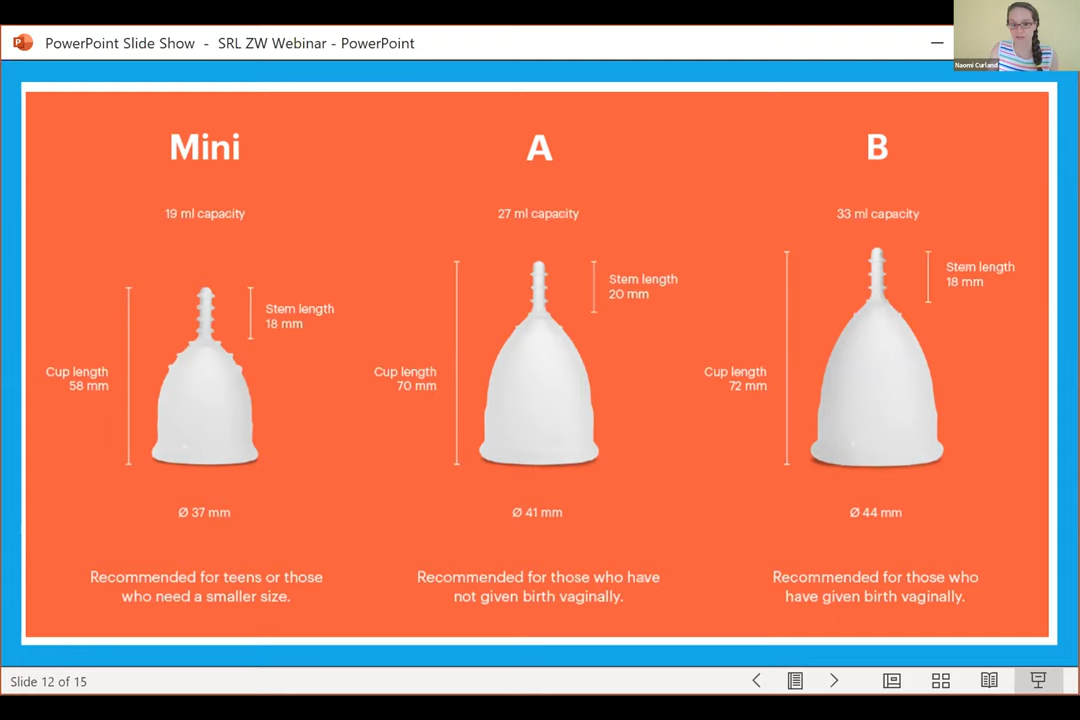 PowerPoint Slide Show - SRL ZW Webinar - PowerPoint
Naomi Curland
Mini
19 ml capacity
Stem length
18 mm
Cup length
58 mm
Ø 37 mm
Recommended for teens or those
who need a smaller size.
A
27 ml capacity
Stem length
20 mm
Cup length
70 mm
Ø 41 mm
Recommended for those who have
not given birth vaginally.
B
33 ml capacity
Stem length
18 mm
Cup length
72 mm
Ø 44 mm
Recommended for those who
have given birth vaginally.
Slide 12 of 15